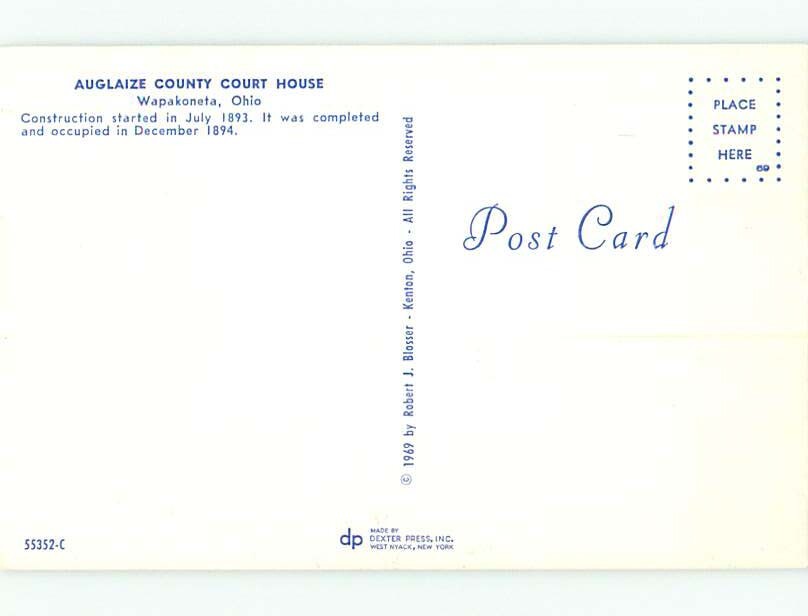 AUGLAIZE COUNTY COURT HOUSE
Wapakoneta, Ohio
Construction started in July 1893. It was completed
and occupied in December 1894.
© 1969 by Robert J. Blosser - Kenton, Ohio - All Rights Reserved
PLACE
STAMP
HERE
69
Post Card
55352-C
dp
MADE BY
DEXTER PRESS, INC.
WEST NYACK, NEW YORK